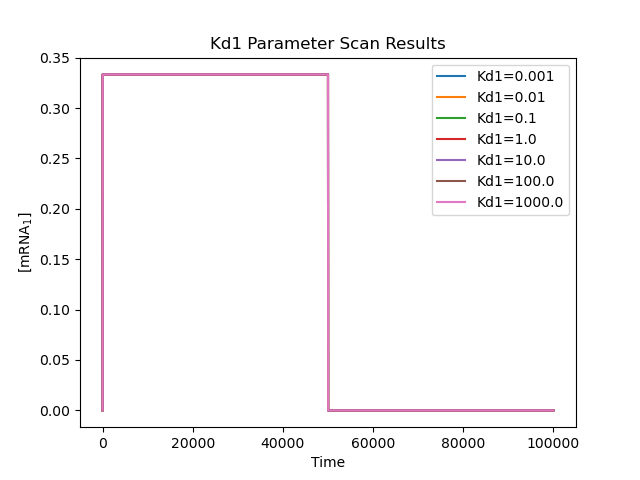 Kd1 Parameter Scan Results
0.35
0.30
0.25
0.20
0.15
0.10
0.05
0.00
[mRNA₁]
Kd1=0.001
Kd1=0.01
Kd1=0.1
Kd1=1.0
Kd1=10.0
Kd1=100.0
Kd1=1000.0
0 20000 40000 60000 80000 100000
Time